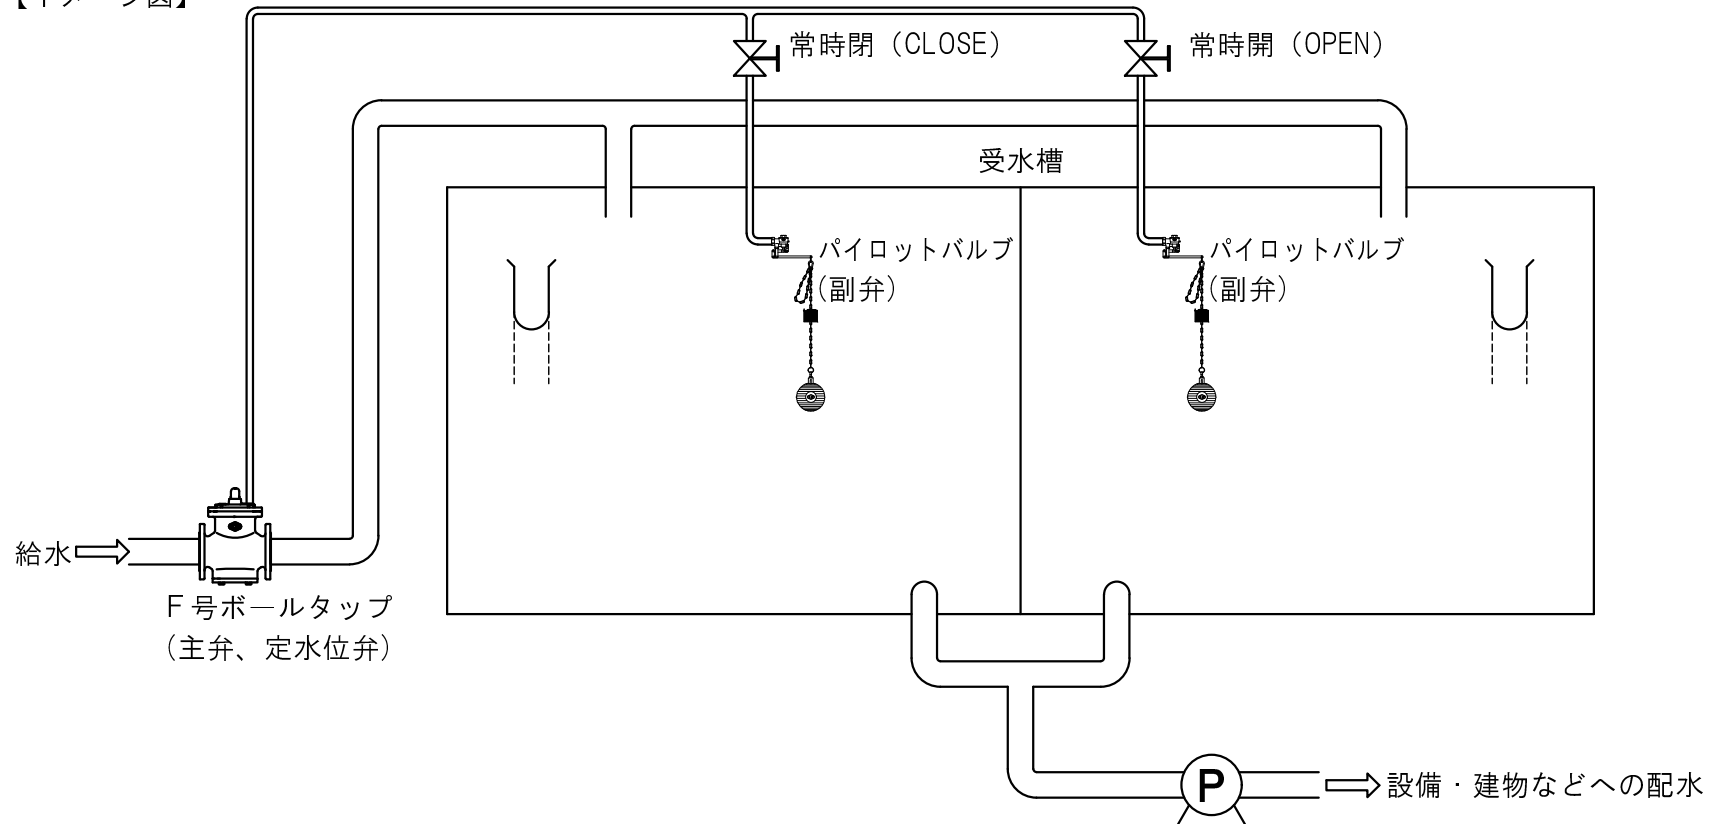 常時閉（CLOSE）
常時開（OPEN）
受水槽
パイロットバルブ
（副弁）
パイロットバルブ
（副弁）
給水
Ｆ号ボールタップ
（主弁、定水位弁）
P
設備・建物などへの配水